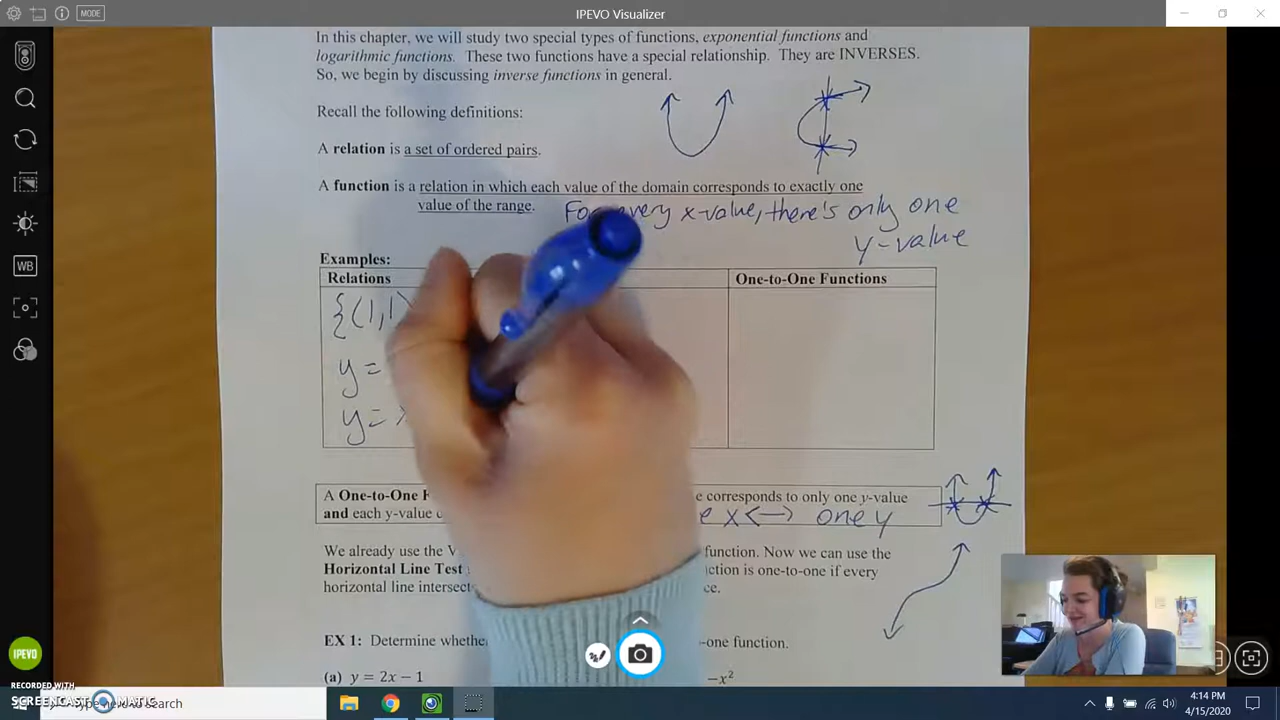 MODE
IPEVO Visualizer
In this chapter, we will study two special types of functions, exponential functions and
logarithmic functions. These two functions have a special relationship. They are INVERSES.
So, we begin by discussing inverse functions in general.
Recall the following definitions:
A relation is a set of ordered pairs.
A function is a relation in which each value of the domain corresponds to exactly one
value of the range.
For every x-value, there's only one
y-value
Examples:
Relations
One-to-One Functions
{(1,1)
y=
y=
A One-to-One
corresponds to only one y-value
and each y-value
x<-> one y
We already use the
function. Now we can use the
Horizontal Line Test
is one-to-one if every
horizontal line
EX 1: Determine
function.
(a) y = 2x − 1
−x²
WB
IPEVO
RECORDED WITH
SCREENCAST MATIC
search
4:14 PM
4/15/2020